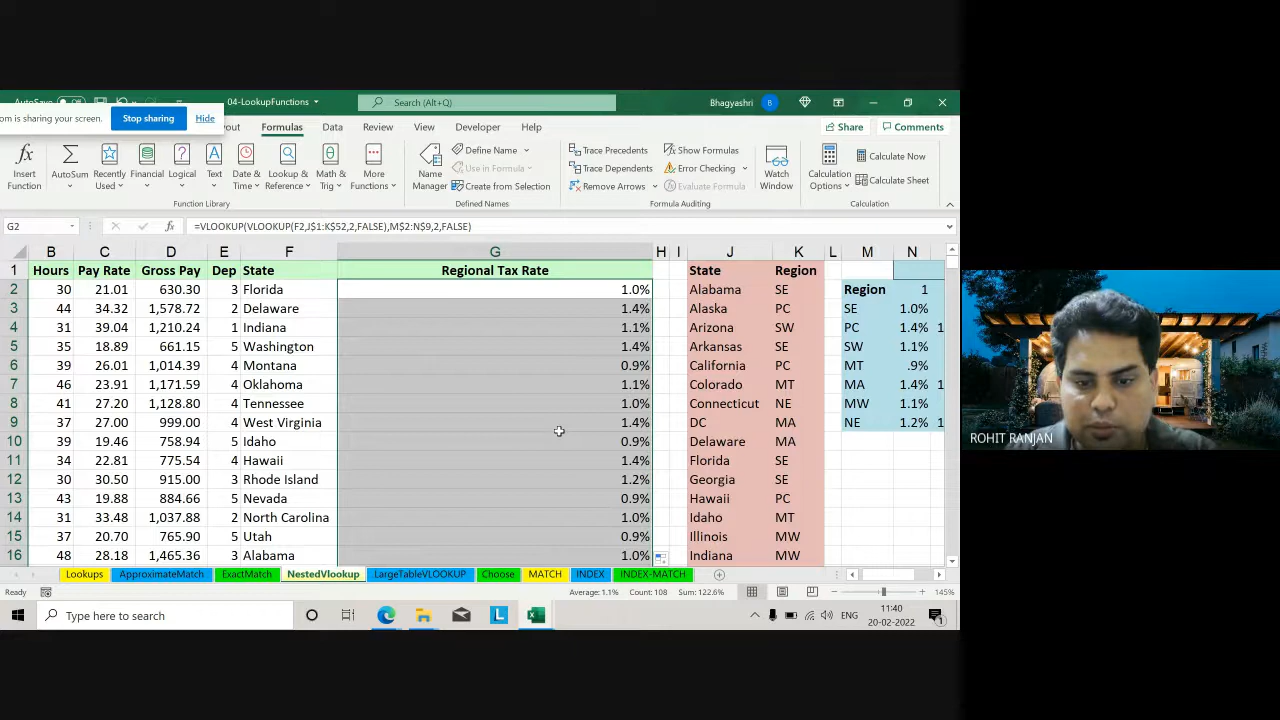 AutoSave Off
04-LookupFunctions
Search (Alt+Q)
Bhagyashri B
om is sharing your screen. Stop sharing Hide
out Formulas Data Review View Developer Help
Share Comments
Insert Function
AutoSum
Recently Used
Financial
Logical
Text
Date & Time
Lookup & Reference
Math & Trig
More Functions
Function Library
Name Manager
Define Name
Use in Formula
Create from Selection
Defined Names
Trace Precedents
Trace Dependents
Remove Arrows
Show Formulas
Error Checking
Evaluate Formula
Formula Auditing
Watch Window
Calculation Options
Calculate Now
Calculate Sheet
Calculation
G2 fx =VLOOKUP(VLOOKUP(F2,J$1:K$52,2,FALSE),M$2:N$9,2,FALSE)
B C D E F G H I J K L M N
1 Hours Pay Rate Gross Pay Dep State Regional Tax Rate State Region
2 30 21.01 630.30 3 Florida 1.0% Alabama SE Region 1
3 44 34.32 1,578.72 2 Delaware 1.4% Alaska PC SE 1.0%
4 31 39.04 1,210.24 1 Indiana 1.1% Arizona SW PC 1.4% 1
5 35 18.89 661.15 5 Washington 1.4% Arkansas SE SW 1.1%
6 39 26.01 1,014.39 4 Montana 0.9% California PC MT .9%
7 46 23.91 1,171.59 4 Oklahoma 1.1% Colorado MT MA 1.4% 1
8 41 27.20 1,128.80 4 Tennessee 1.0% Connecticut NE MW 1.1%
9 37 27.00 999.00 4 West Virginia 1.4% DC MA NE 1.2% 1
10 39 19.46 758.94 5 Idaho 0.9% Delaware MA
11 34 22.81 775.54 4 Hawaii 1.4% Florida SE
12 30 30.50 915.00 3 Rhode Island 1.2% Georgia SE
13 43 19.88 884.66 5 Nevada 0.9% Hawaii PC
14 31 33.48 1,037.88 2 North Carolina 1.0% Idaho MT
15 37 20.70 765.90 5 Utah 0.9% Illinois MW
16 48 28.18 1,465.36 3 Alabama 1.0% Indiana MW
Lookups ApproximateMatch ExactMatch NestedVlookup LargeTableVLOOKUP Choose MATCH INDEX INDEX-MATCH
Ready Average: 1.1% Count: 108 Sum: 122.6% 145%
Type here to search
L
ENG
11:40
20-02-2022
1
ROHIT RANJAN